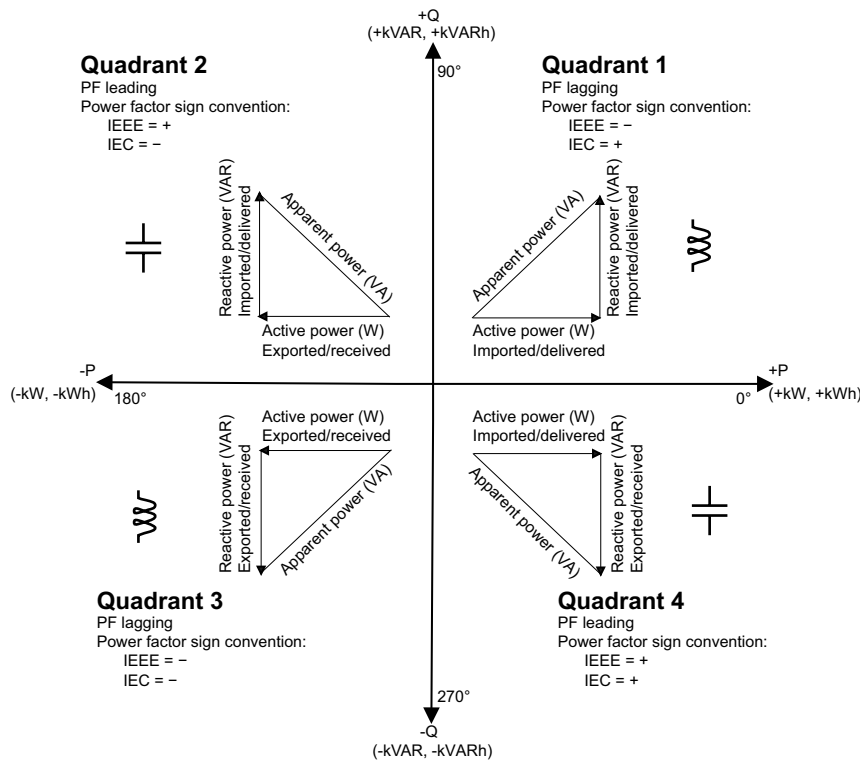 +Q
(+kVAR, +kVARh)
90°
Quadrant 2
PF leading
Power factor sign convention:
IEEE = +
IEC = −
Reactive power (VAR)
Imported/delivered
Apparent power (VA)
Active power (W)
Exported/received
Quadrant 1
PF lagging
Power factor sign convention:
IEEE = −
IEC = +
Apparent power (VA)
Reactive power (VAR)
Imported/delivered
Active power (W)
Imported/delivered
-P
(-kW, -kWh)
180°
+P
(+kW, +kWh)
0°
Active power (W)
Exported/received
Reactive power (VAR)
Exported/received
Apparent power (VA)
Quadrant 3
PF lagging
Power factor sign convention:
IEEE = −
IEC = −
Active power (W)
Imported/delivered
Apparent power (VA)
Reactive power (VAR)
Exported/received
Quadrant 4
PF leading
Power factor sign convention:
IEEE = +
IEC = +
270°
-Q
(-kVAR, -kVARh)